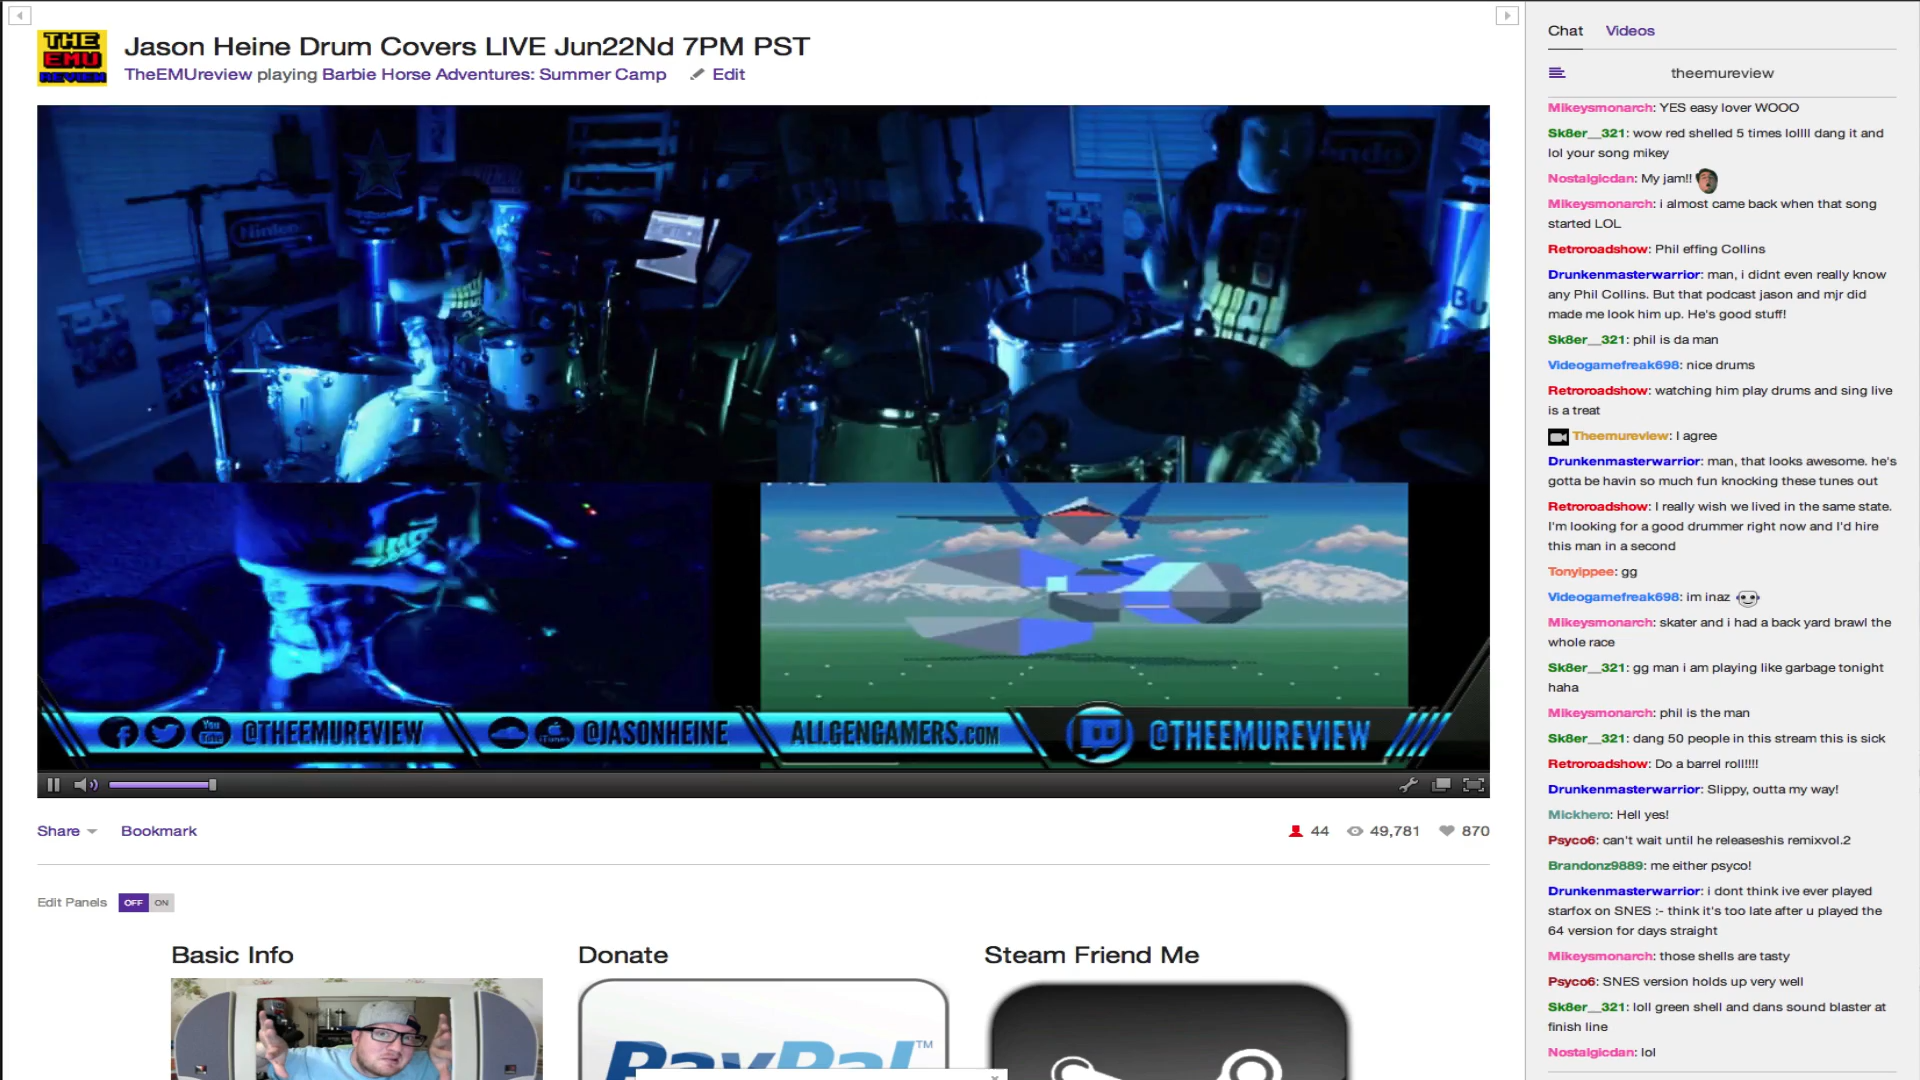 THE
EMU
REVIEW
Jason Heine Drum Covers LIVE Jun22Nd 7PM PST
TheEMUreview playing Barbie Horse Adventures: Summer Camp Edit
Nintendo
@THEEMUREVIEW @JASONHEINE ALLGENGAMERS.COM @THEEMUREVIEW
You
Tube
iTunes
Share Bookmark 44 49,781 870
Edit Panels OFF ON
Basic Info Donate Steam Friend Me
PayPal™
Chat Videos
theemureview
Mikeysmonarch: YES easy lover WOOO
Sk8er__321: wow red shelled 5 times lollll dang it and
lol your song mikey
Nostalgicdan: My jam!!
Mikeysmonarch: i almost came back when that song
started LOL
Retroroadshow: Phil effing Collins
Drunkenmasterwarrior: man, i didnt even really know
any Phil Collins. But that podcast jason and mjr did
made me look him up. He's good stuff!
Sk8er__321: phil is da man
Videogamefreak698: nice drums
Retroroadshow: watching him play drums and sing live
is a treat
Theemureview: I agree
Drunkenmasterwarrior: man, that looks awesome. he's
gotta be havin so much fun knocking these tunes out
Retroroadshow: I really wish we lived in the same state.
I'm looking for a good drummer right now and I'd hire
this man in a second
Tonyippee: gg
Videogamefreak698: im inaz
Mikeysmonarch: skater and i had a back yard brawl the
whole race
Sk8er__321: gg man i am playing like garbage tonight
haha
Mikeysmonarch: phil is the man
Sk8er__321: dang 50 people in this stream this is sick
Retroroadshow: Do a barrel roll!!!!
Drunkenmasterwarrior: Slippy, outta my way!
Mickhero: Hell yes!
Psyco6: can't wait until he releaseshis remixvol.2
Brandonz9889: me either psyco!
Drunkenmasterwarrior: i dont think ive ever played
starfox on SNES :- think it's too late after u played the
64 version for days straight
Mikeysmonarch: those shells are tasty
Psyco6: SNES version holds up very well
Sk8er__321: loll green shell and dans sound blaster at
finish line
Nostalgicdan: lol